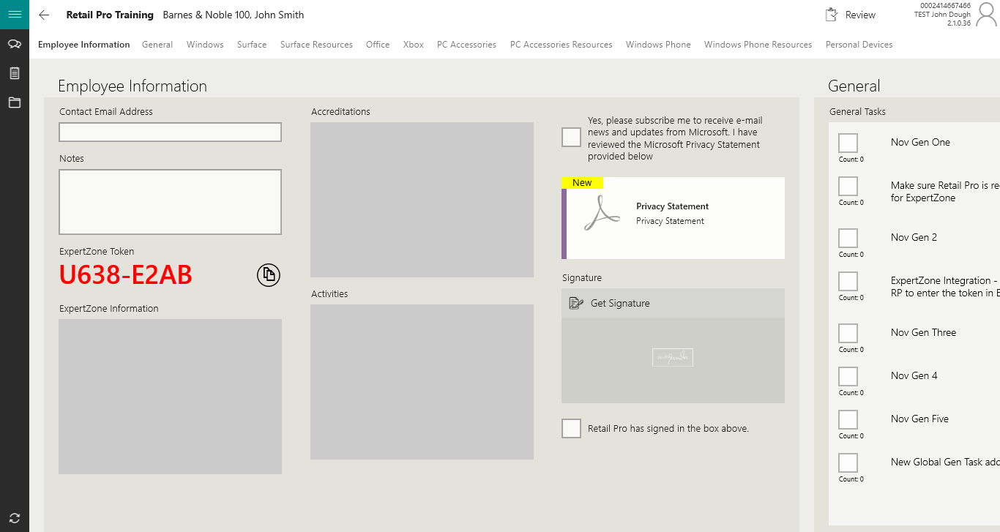 Retail Pro Training Barnes & Noble 100, John Smith
Review
0002414667466
TEST John Dough
2.1.0.36
Employee Information General Windows Surface Surface Resources Office Xbox PC Accessories PC Accessories Resources Windows Phone Windows Phone Resources Personal Devices
Employee Information
Contact Email Address
Notes
ExpertZone Token
U638-E2AB
ExpertZone Information
Accreditations
Activities
Yes, please subscribe me to receive e-mail
news and updates from Microsoft. I have
reviewed the Microsoft Privacy Statement
provided below
New
Privacy Statement
Privacy Statement
Signature
Get Signature
Retail Pro has signed in the box above.
General
General Tasks
Nov Gen One
Count: 0
Make sure Retail Pro is
for ExpertZone
Count: 0
Nov Gen 2
Count: 0
ExpertZone Integration -
RP to enter the token in
Count: 0
Nov Gen Three
Count: 0
Nov Gen 4
Count: 0
Nov Gen Five
Count: 0
New Global Gen Task
Count: 0